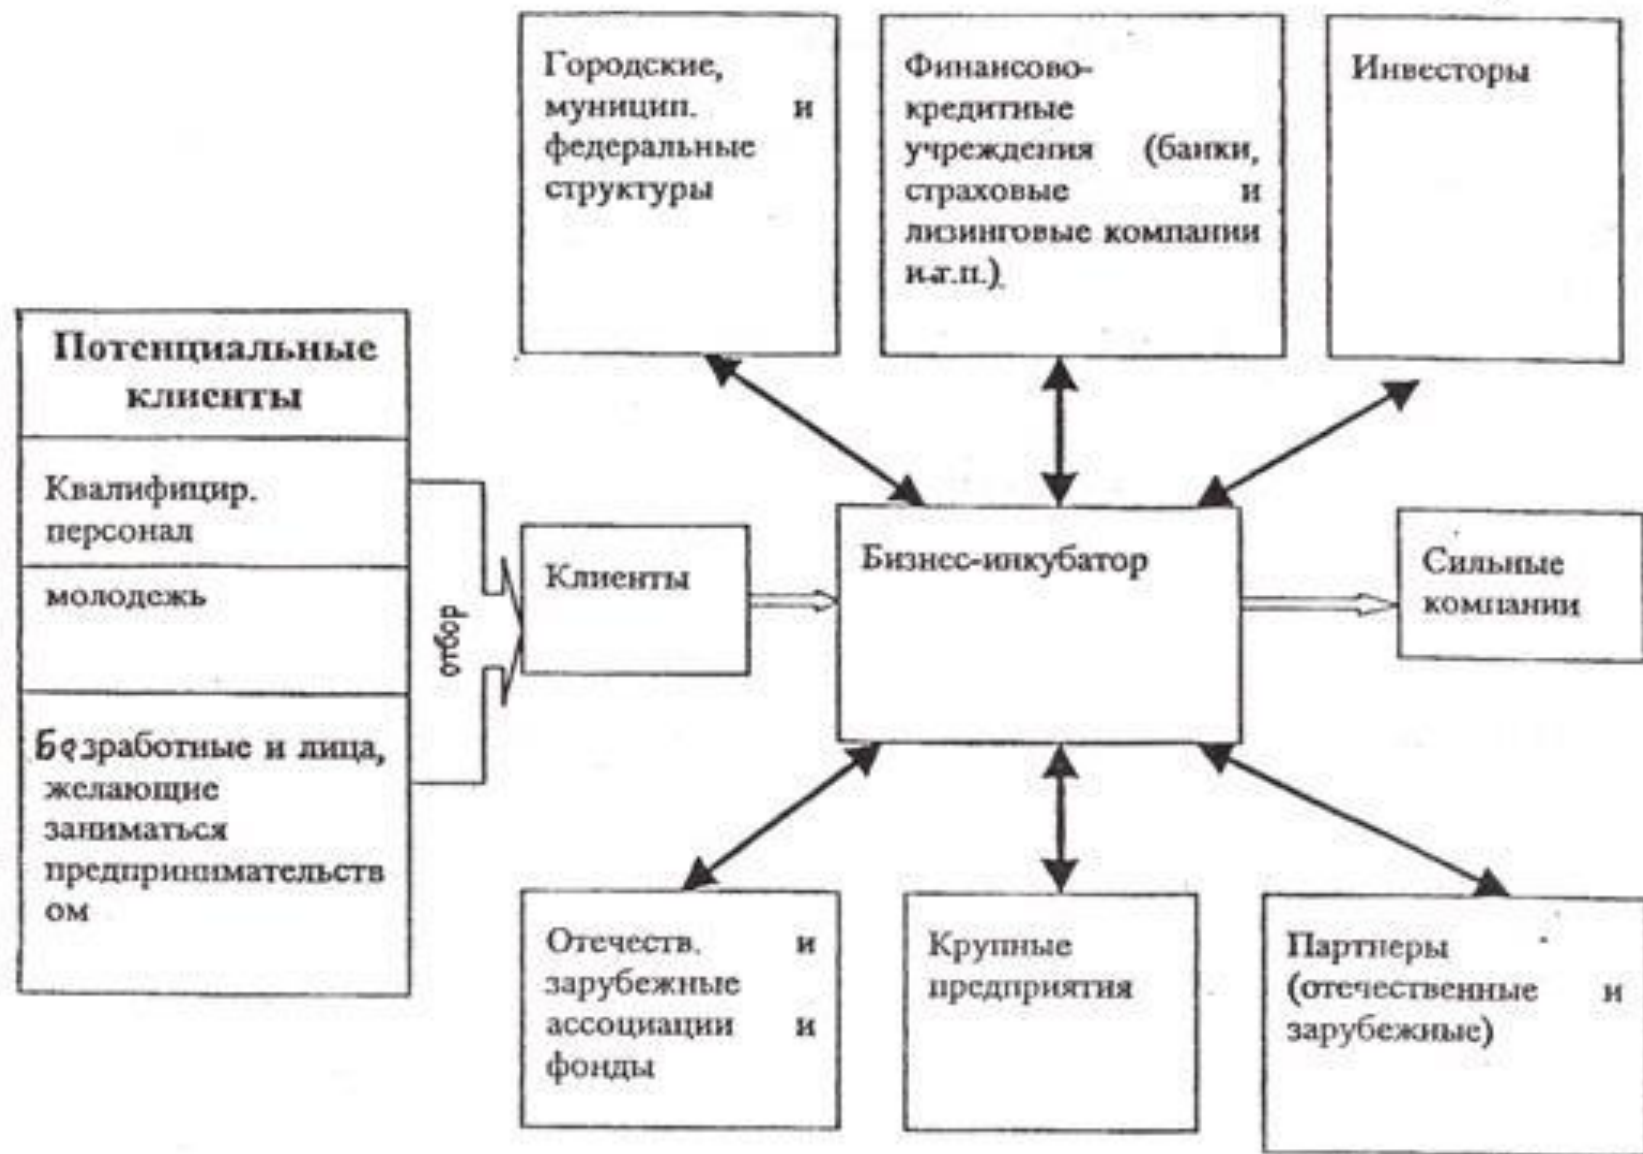 Городские,
муницип. и
федеральные
структуры
Финансово-
кредитные
учреждения (банки,
страховые и
лизинговые компании
и.т.п.)
Инвесторы
Потенциальные
клиенты
Квалифицир.
персонал
молодежь
Безработные и лица,
желающие
заниматься
предпринимательств
ом
отбор
Клиенты
Бизнес-инкубатор
Сильные
компании
Отечеств. и
зарубежные
ассоциации и
фонды
Крупные
предприятия
Партнеры
(отечественные и
зарубежные)